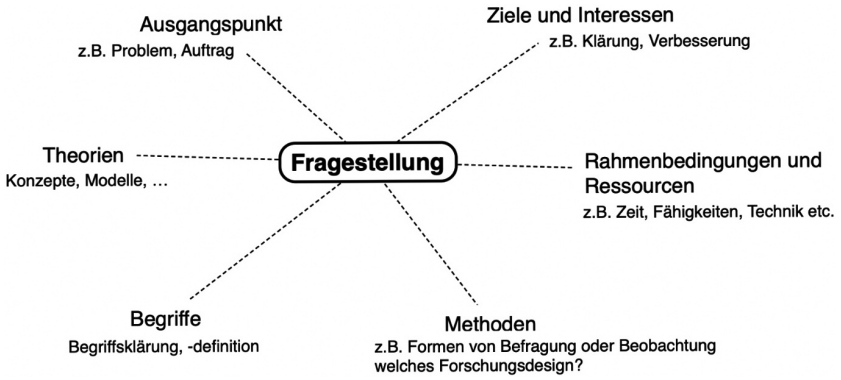 Ausgangspunkt
z.B. Problem, Auftrag
Ziele und Interessen
z.B. Klärung, Verbesserung
Theorien
Konzepte, Modelle, …
Fragestellung
Rahmenbedingungen und
Ressourcen
z.B. Zeit, Fähigkeiten, Technik etc.
Begriffe
Begriffsklärung, -definition
Methoden
z.B. Formen von Befragung oder Beobachtung
welches Forschungsdesign?